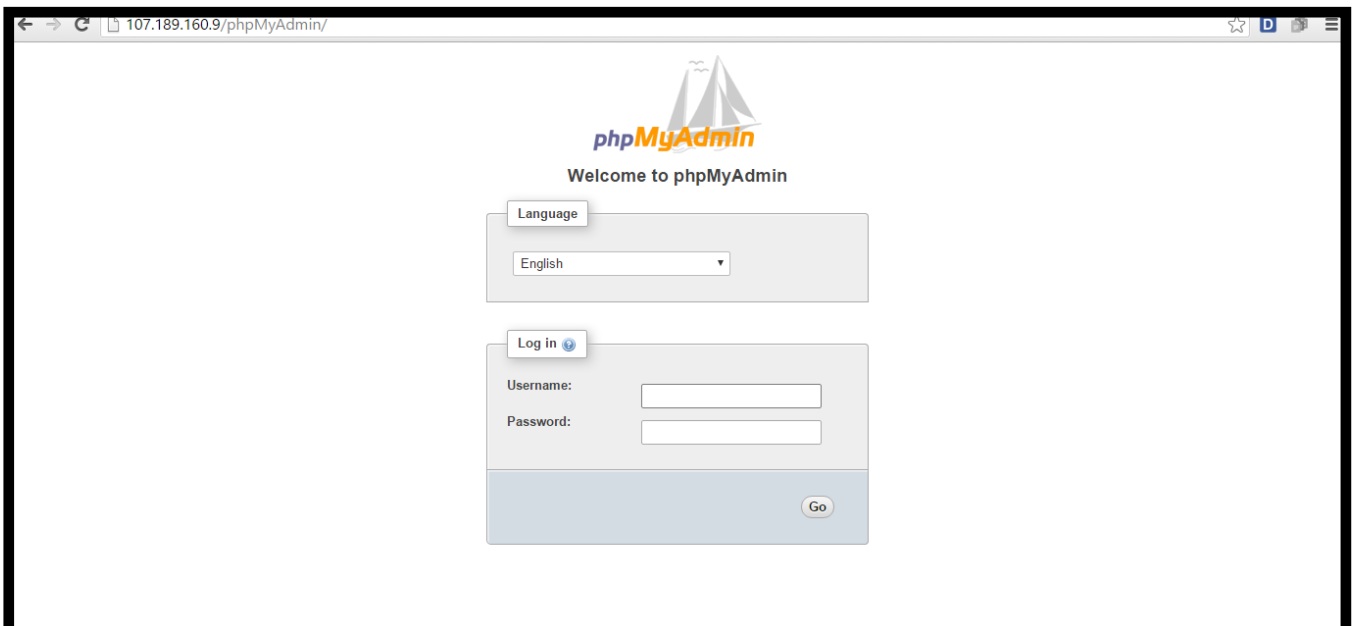 107.189.160.9/phpMyAdmin/
D
phpMyAdmin
Welcome to phpMyAdmin
Language
English
Log in
Username:
Password:
Go